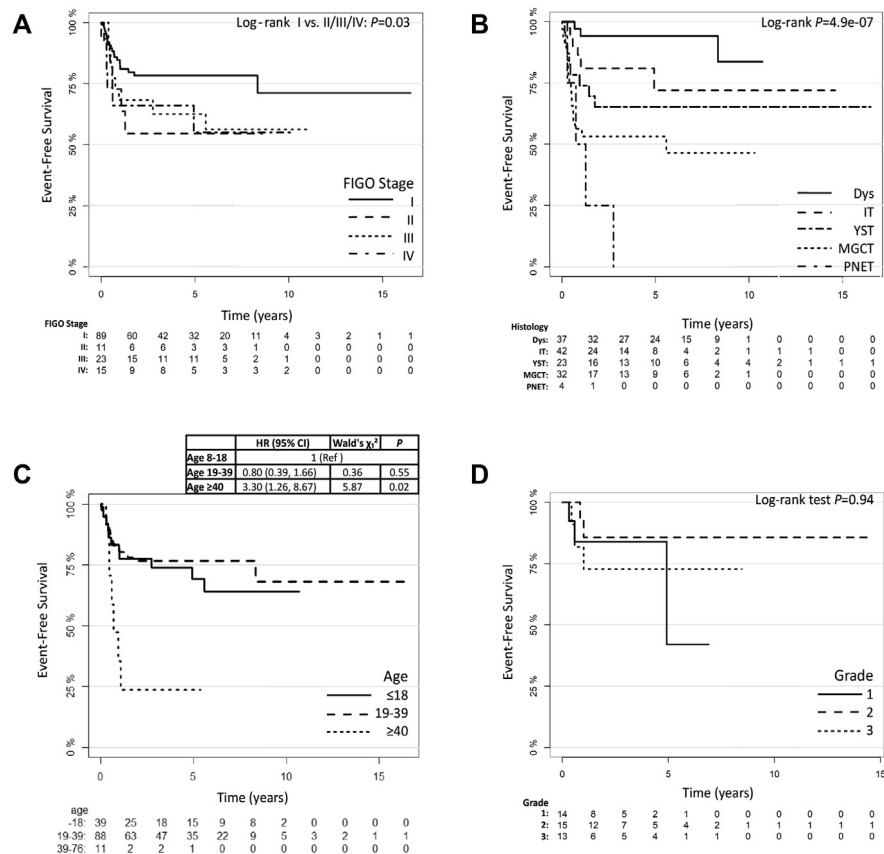 A
Log-rank I vs. II/III/IV: P=0.03
Event-Free Survival
100 %
75 %
50 %
25 %
0 %
FIGO Stage
I
II
III
IV
0 5 10 15
Time (years)
FIGO Stage
I: 89 60 42 32 20 11 4 3 2 1 1
II: 11 6 6 3 3 1 0 0 0 0 0
III: 23 15 11 11 5 2 1 0 0 0 0
IV: 15 9 8 5 3 3 2 0 0 0 0
B
Log-rank P=4.9e-07
Event-Free Survival
100 %
75 %
50 %
25 %
0 %
Dys
IT
YST
MGCT
PNET
0 5 10 15
Time (years)
Histology
Dys: 37 32 27 24 15 9 1 0 0 0 0
IT: 42 24 14 8 4 2 1 1 1 0 0
YST: 23 16 13 10 6 4 4 2 1 1 1
MGCT: 32 17 13 9 6 2 1 0 0 0 0
PNET: 4 1 0 0 0 0 0 0 0 0 0
C
HR (95% CI) Wald's χ₁² P
Age 8-18 1 (Ref )
Age 19-39 0.80 (0.39, 1.66) 0.36 0.55
Age ≥40 3.30 (1.26, 8.67) 5.87 0.02
Event-Free Survival
100 %
75 %
50 %
25 %
0 %
Age
≤18
19-39
≥40
0 5 10 15
Time (years)
age
-18: 39 25 18 15 9 8 2 0 0 0 0
19-39: 88 63 47 35 22 9 5 3 2 1 1
39-76: 11 2 2 1 0 0 0 0 0 0 0
D
Log-rank test P=0.94
Event-Free Survival
100 %
75 %
50 %
25 %
0 %
Grade
1
2
3
0 5 10 15
Time (years)
Grade
1: 14 8 5 2 1 0 0 0 0 0 0
2: 15 12 7 5 4 2 1 1 1 1 0
3: 13 6 5 4 1 1 0 0 0 0 0